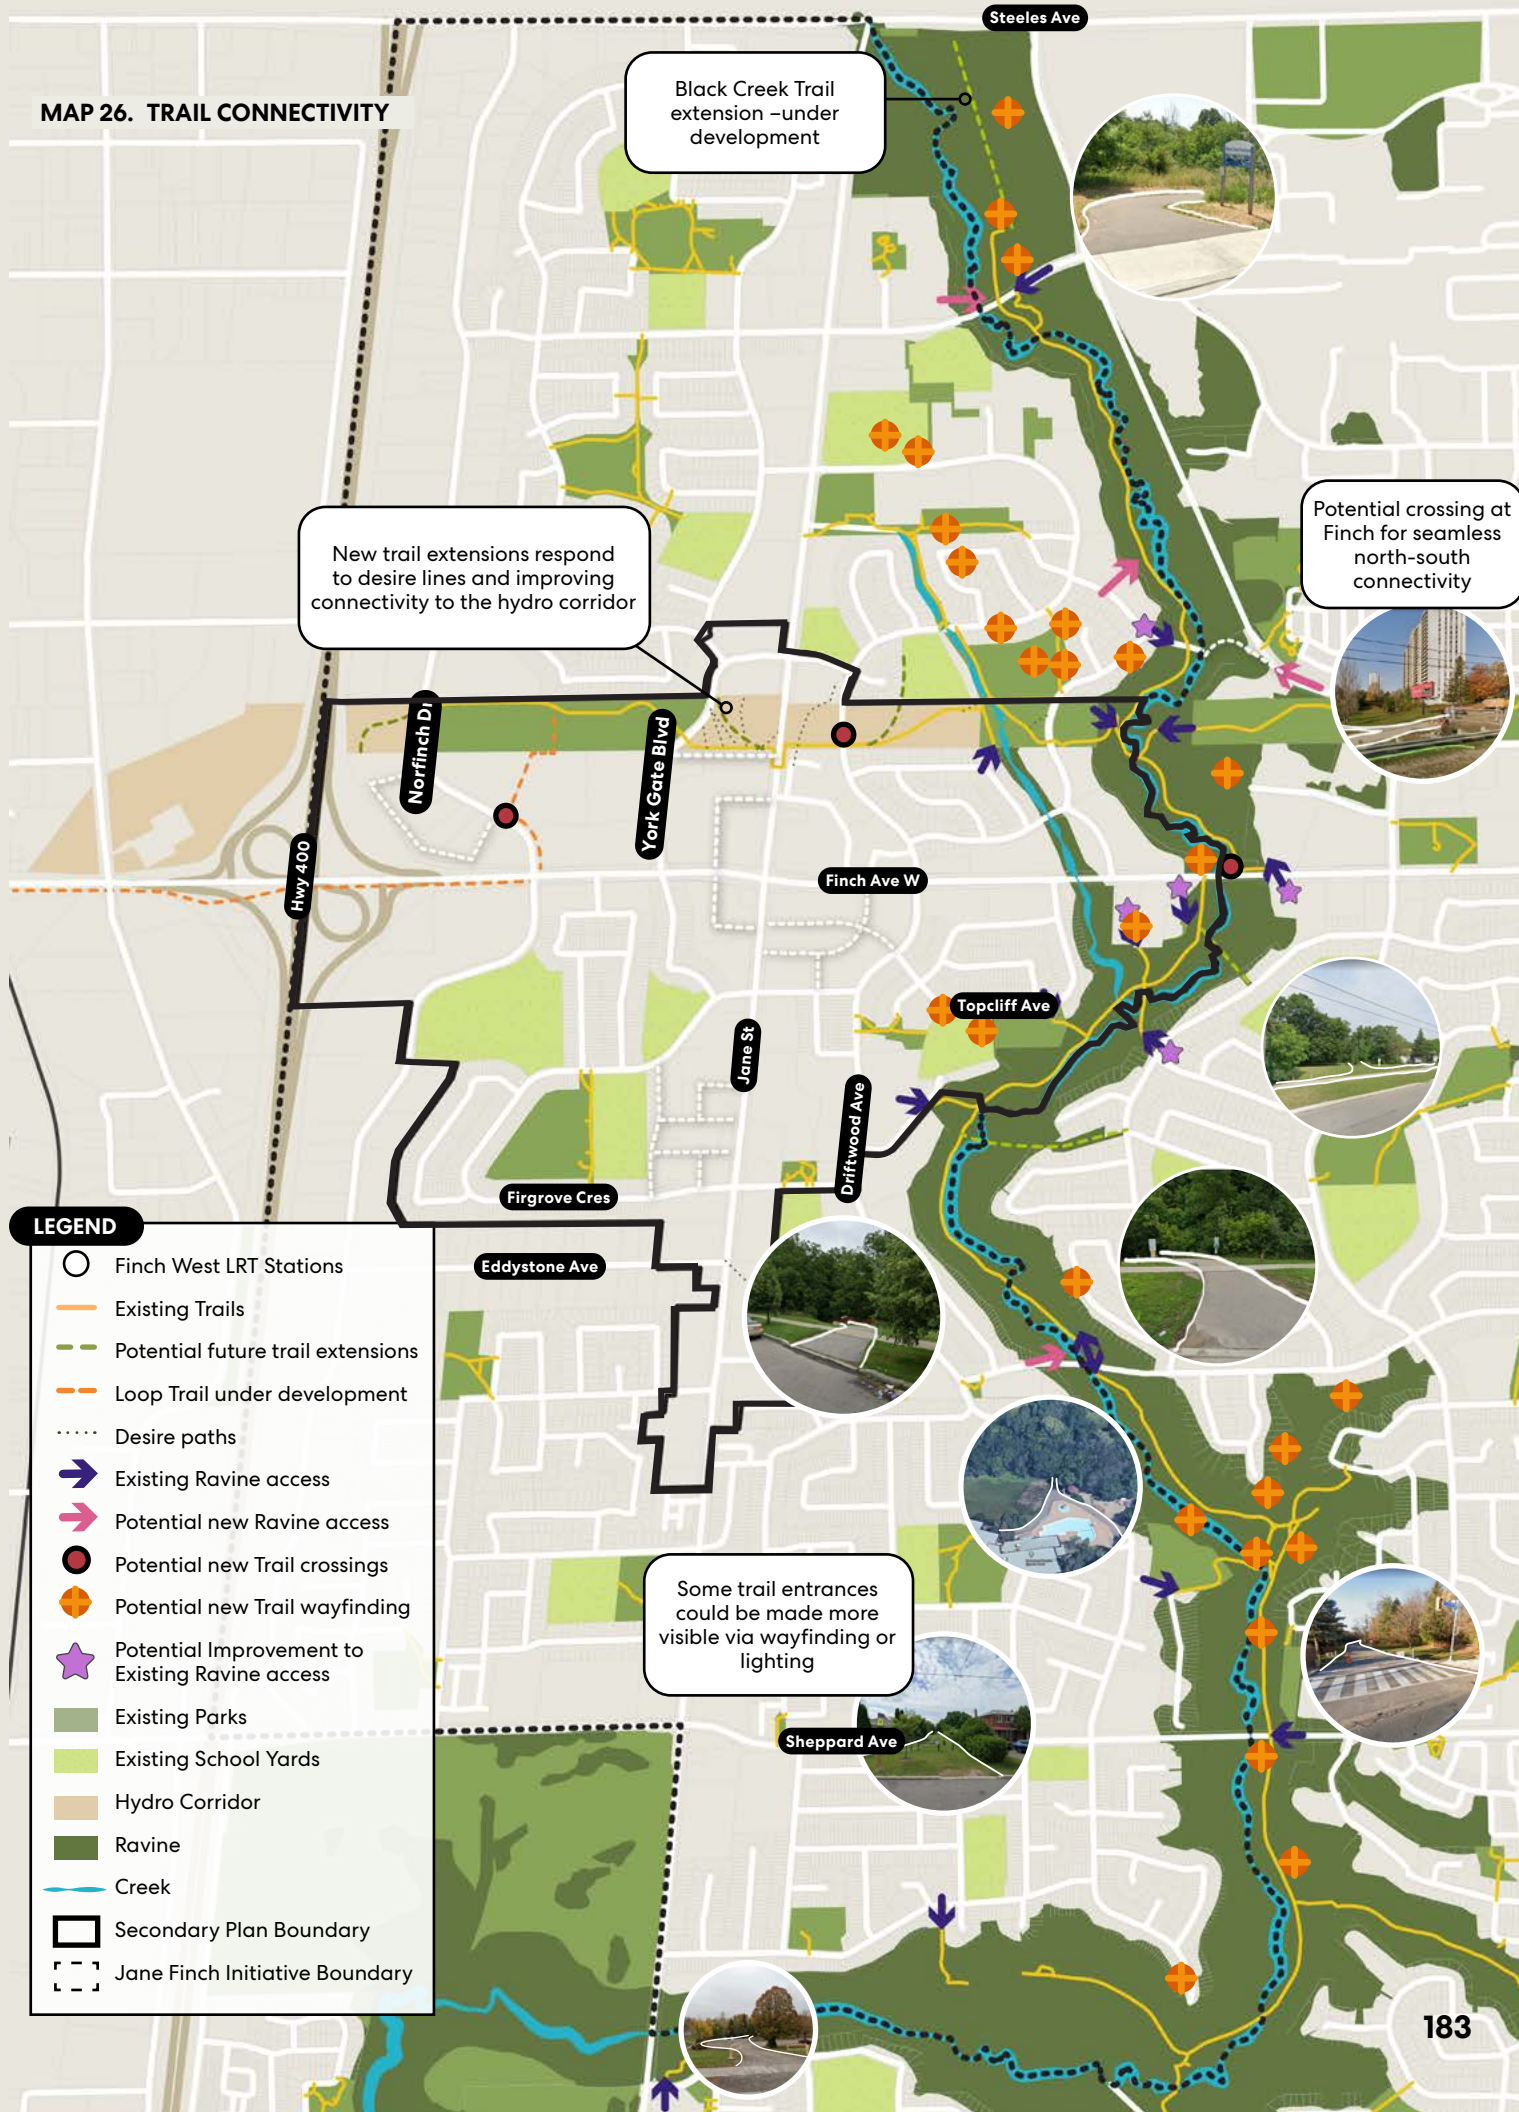 Steeles Ave
MAP 26. TRAIL CONNECTIVITY
Black Creek Trail
extension –under
development
Potential crossing at
Finch for seamless
north-south
connectivity
New trail extensions respond
to desire lines and improving
connectivity to the hydro corridor
Norfinch Dr
York Gate Blvd
Hwy 400
Finch Ave W
Topcliff Ave
Jane St
Driftwood Ave
Firgrove Cres
Eddystone Ave
LEGEND
Finch West LRT Stations
Existing Trails
Potential future trail extensions
Loop Trail under development
Desire paths
Existing Ravine access
Potential new Ravine access
Potential new Trail crossings
Potential new Trail wayfinding
Potential Improvement to
Existing Ravine access
Existing Parks
Existing School Yards
Hydro Corridor
Ravine
Creek
Secondary Plan Boundary
Jane Finch Initiative Boundary
Some trail entrances
could be made more
visible via wayfinding or
lighting
Sheppard Ave
183